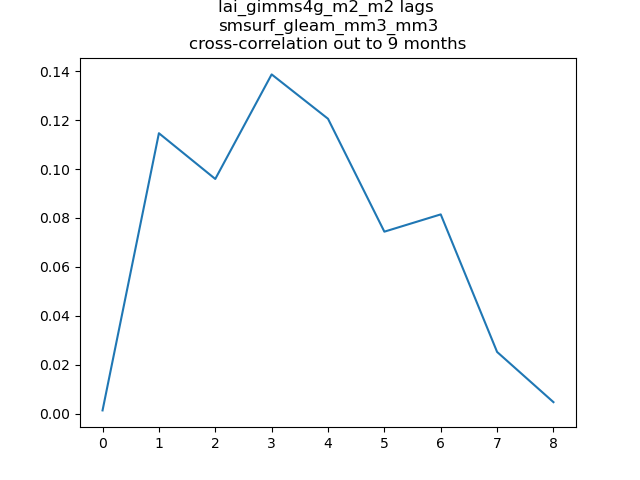 lai_gimms4g_m2_m2 lags
smsurf_gleam_mm3_mm3
cross-correlation out to 9 months
0.14
0.12
0.10
0.08
0.06
0.04
0.02
0.00
0 1 2 3 4 5 6 7 8